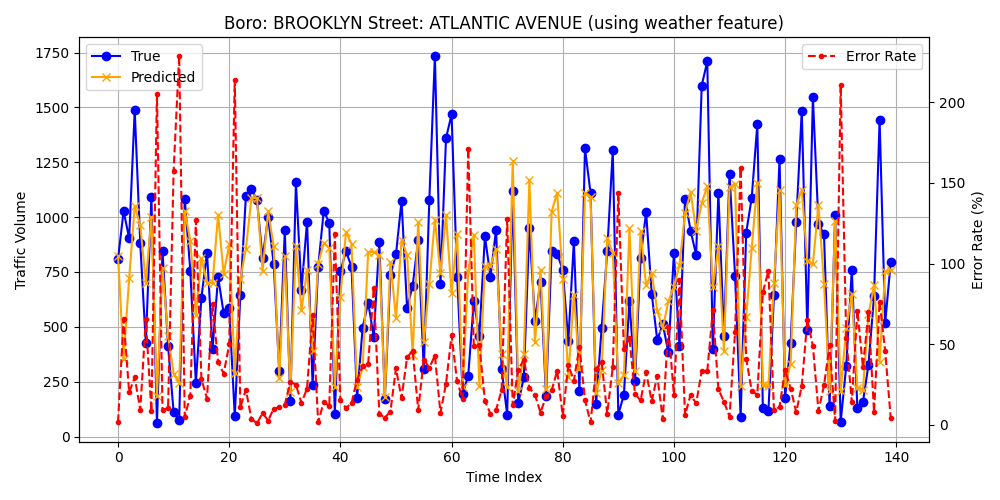 Boro: BROOKLYN Street: ATLANTIC AVENUE (using weather feature)
True
Predicted
Error Rate
Traffic Volume
1750
1500
1250
1000
750
500
250
0
200
150
100
50
0
Error Rate (%)
0 20 40 60 80 100 120 140
Time Index